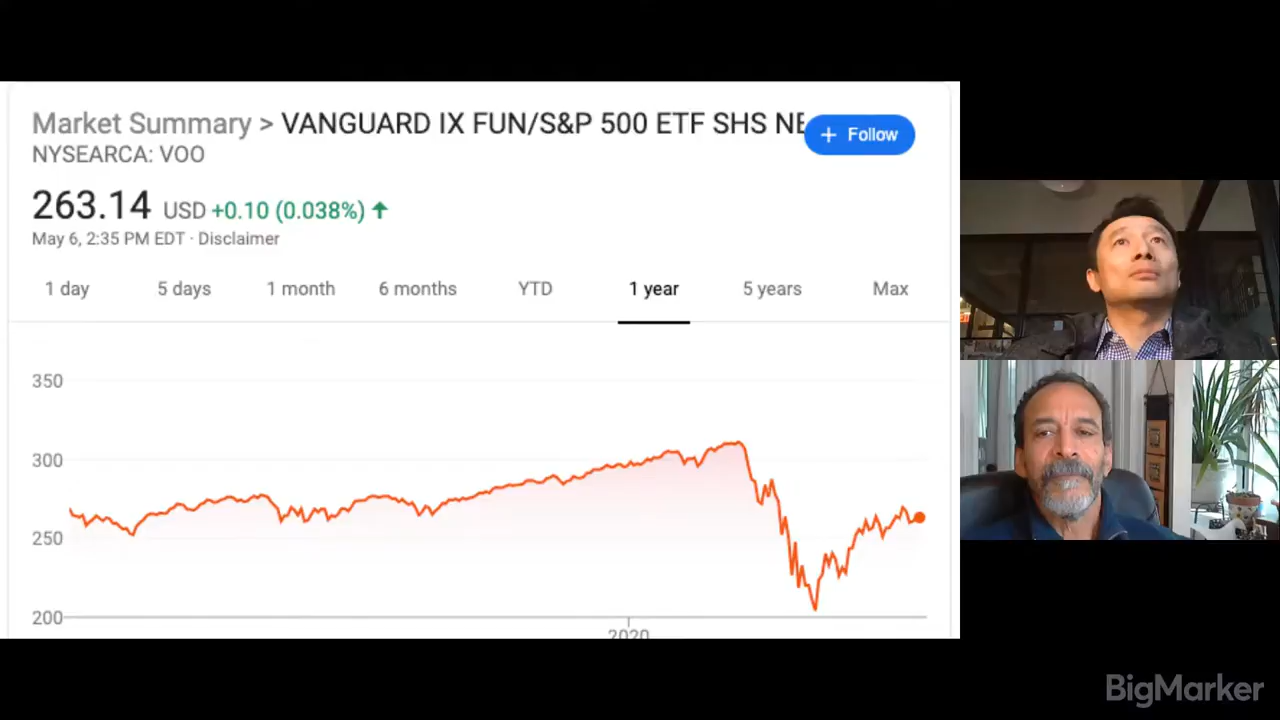 Market Summary > VANGUARD IX FUN/S&P 500 ETF SHS NE
+ Follow
NYSEARCA: VOO
263.14 USD +0.10 (0.038%) ↑
May 6, 2:35 PM EDT · Disclaimer
1 day 5 days 1 month 6 months YTD 1 year 5 years Max
350
300
250
200
2020
BigMarker